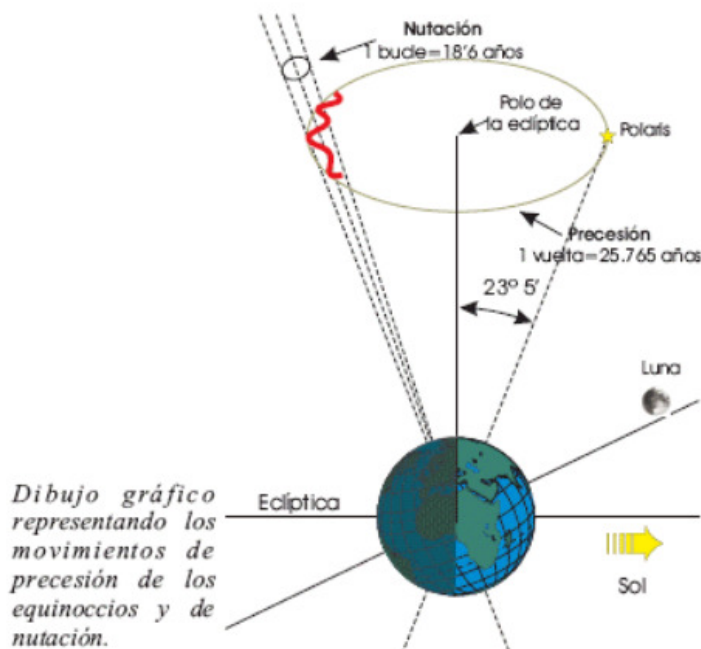 Nutación
1 bucle=18'6 años
Polo de
la eclíptica
Polaris
Precesión
1 vuelta=25.765 años
23º 5'
Luna
Eclíptica
Sol
Dibujo gráfico
representando los
movimientos de
precesión de los
equinoccios y de
nutación.